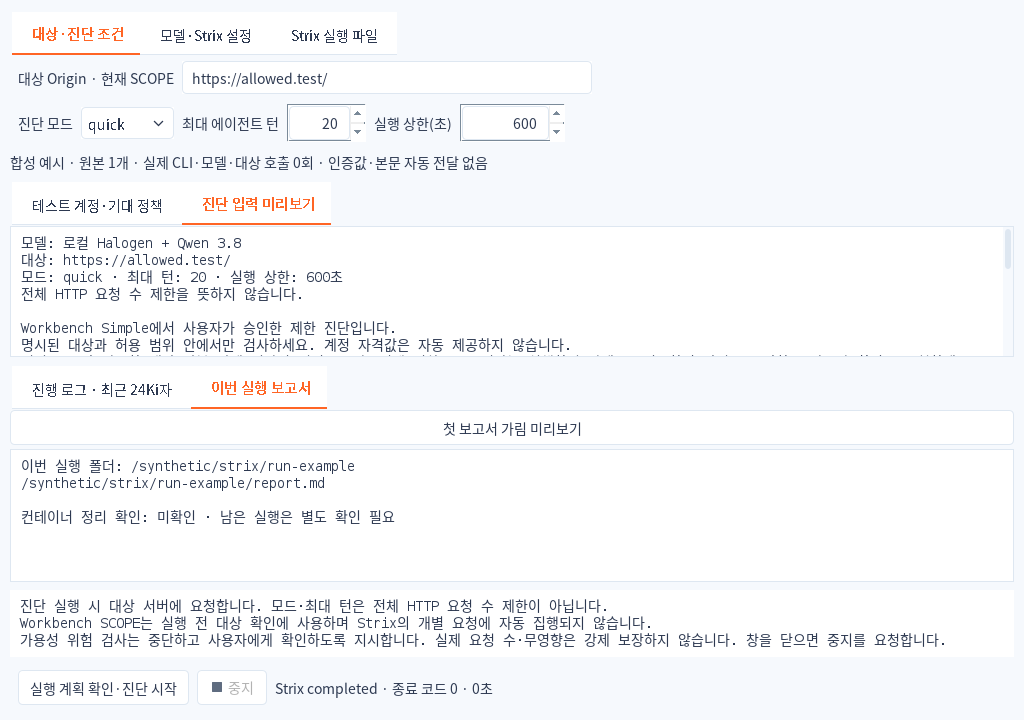 대상·진단 조건
모델·Strix 설정
Strix 실행 파일
대상 Origin · 현재 SCOPE
https://allowed.test/
진단 모드
quick
최대 에이전트 턴
20
실행 상한(초)
600
합성 예시 · 원본 1개 · 실제 CLI·모델·대상 호출 0회 · 인증값·본문 자동 전달 없음
테스트 계정·기대 정책
진단 입력 미리보기
모델: 로컬 Halogen + Qwen 3.8
대상: https://allowed.test/
모드: quick · 최대 턴: 20 · 실행 상한: 600초
전체 HTTP 요청 수 제한을 뜻하지 않습니다.
Workbench Simple에서 사용자가 승인한 제한 진단입니다.
명시된 대상과 허용 범위 안에서만 검사하세요. 계정 자격값은 자동 제공하지 않습니다.
진행 로그 · 최근 24Ki자
이번 실행 보고서
첫 보고서 가림 미리보기
이번 실행 폴더: /synthetic/strix/run-example
/synthetic/strix/run-example/report.md
컨테이너 정리 확인: 미확인 · 남은 실행은 별도 확인 필요
진단 실행 시 대상 서버에 요청합니다. 모드·최대 턴은 전체 HTTP 요청 수 제한이 아닙니다.
Workbench SCOPE는 실행 전 대상 확인에 사용하며 Strix의 개별 요청에 자동 집행되지 않습니다.
가용성 위험 검사는 중단하고 사용자에게 확인하도록 지시합니다. 실제 요청 수·무영향은 강제 보장하지 않습니다. 창을 닫으면 중지를 요청합니다.
실행 계획 확인·진단 시작
중지
Strix completed · 종료 코드 0 · 0초